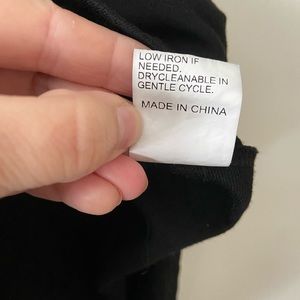 LOW IRON IF
NEEDED.
DRYCLEANABLE IN
GENTLE CYCLE.
MADE IN CHINA